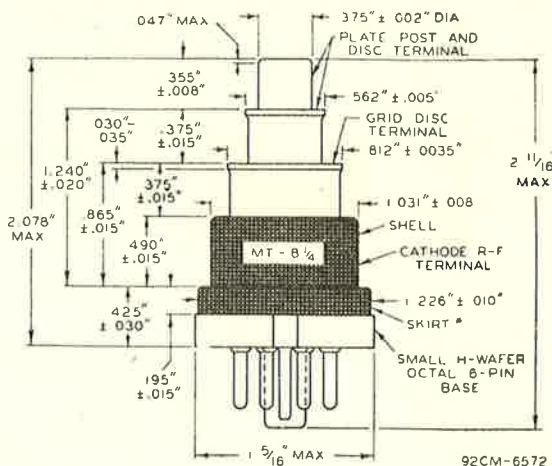 .047" MAX
.375" ± .002" DIA
PLATE POST AND
DISC TERMINAL
.355"
±.008"
.562" ± .005"
GRID DISC
TERMINAL
.030"-
.035"
.375"
±.015"
.812" ± .0035"
2 11/16"
MAX
1.240"
±.020"
.865"
±.015"
.375"
±.015"
1.031" ± .008
SHELL
2.078"
MAX
.490"
±.015"
MT - 8 1/4
CATHODE R-F
TERMINAL
.425"
±.030"
1.226" ± .010"
SKIRT *
SMALL H-WAFER
OCTAL 6-PIN
BASE
.195"
±.015"
1 5/16" MAX
92CM-6572